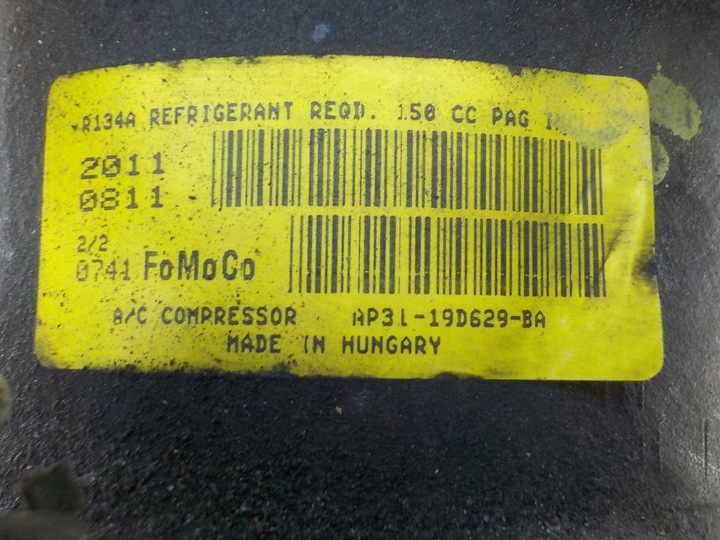 R134A REFRIGERANT REQD. 150 CC PAG
2011
0811
2/2
0741 FoMoCo
A/C COMPRESSOR AP31-19D629-BA
MADE IN HUNGARY